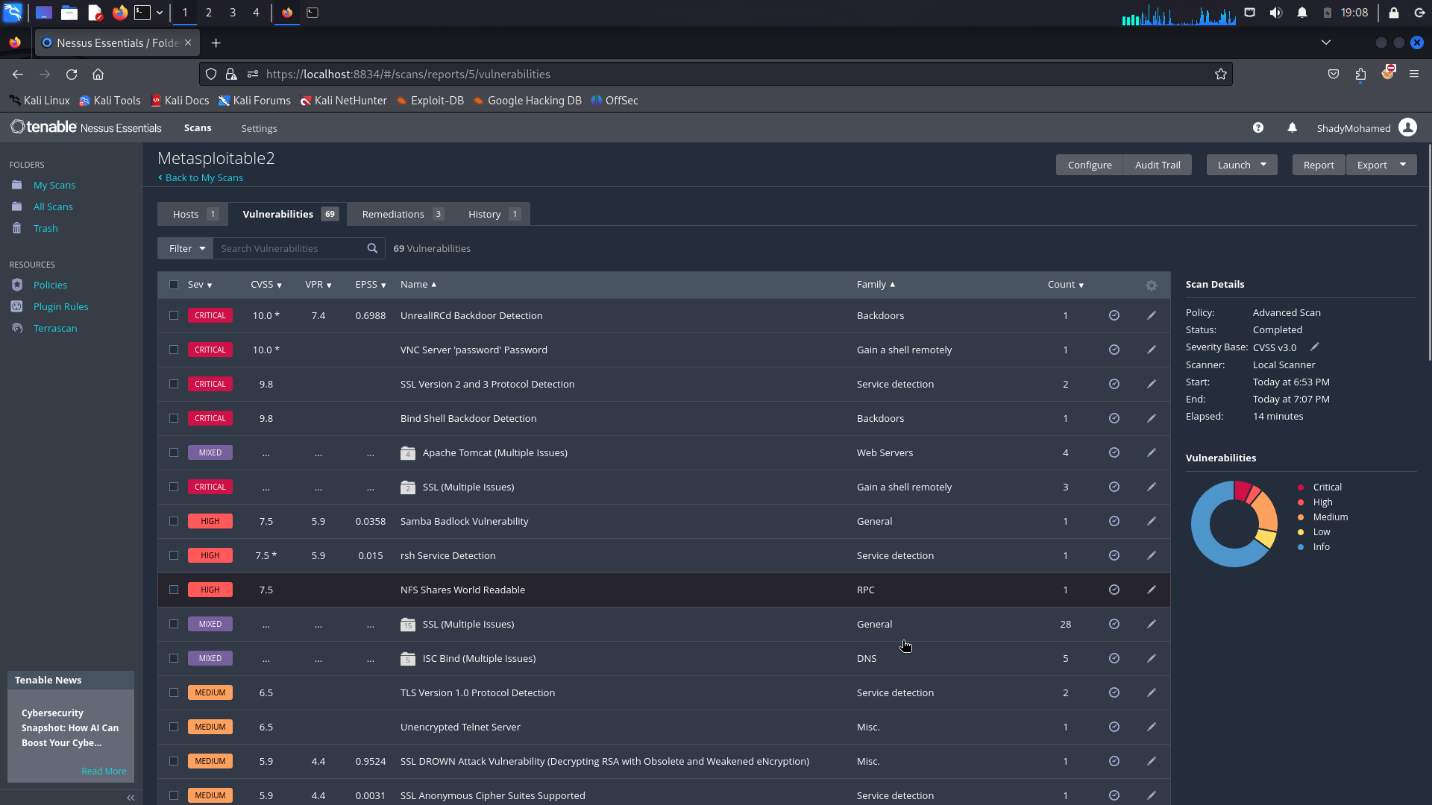 1 2 3 4 19:08
Nessus Essentials / Folde
https://localhost:8834/#/scans/reports/5/vulnerabilities
Kali Linux Kali Tools Kali Docs Kali Forums Kali NetHunter Exploit-DB Google Hacking DB OffSec
tenable Nessus Essentials Scans Settings ShadyMohamed
FOLDERS
My Scans
All Scans
Trash
RESOURCES
Policies
Plugin Rules
Terrascan
Tenable News
Cybersecurity
Snapshot: How AI Can
Boost Your Cybe...
Read More
Metasploitable2
Back to My Scans
Configure Audit Trail Launch Report Export
Hosts 1 Vulnerabilities 69 Remediations 3 History 1
Filter Search Vulnerabilities 69 Vulnerabilities
Sev CVSS VPR EPSS Name Family Count
CRITICAL 10.0 * 7.4 0.6988 UnrealIRCd Backdoor Detection Backdoors 1
CRITICAL 10.0 * VNC Server 'password' Password Gain a shell remotely 1
CRITICAL 9.8 SSL Version 2 and 3 Protocol Detection Service detection 2
CRITICAL 9.8 Bind Shell Backdoor Detection Backdoors 1
MIXED ... ... ... 4 Apache Tomcat (Multiple Issues) Web Servers 4
CRITICAL ... ... ... 2 SSL (Multiple Issues) Gain a shell remotely 3
HIGH 7.5 5.9 0.0358 Samba Badlock Vulnerability General 1
HIGH 7.5 * 5.9 0.015 rsh Service Detection Service detection 1
HIGH 7.5 NFS Shares World Readable RPC 1
MIXED ... ... ... 15 SSL (Multiple Issues) General 28
MIXED ... ... ... 5 ISC Bind (Multiple Issues) DNS 5
MEDIUM 6.5 TLS Version 1.0 Protocol Detection Service detection 2
MEDIUM 6.5 Unencrypted Telnet Server Misc. 1
MEDIUM 5.9 4.4 0.9524 SSL DROWN Attack Vulnerability (Decrypting RSA with Obsolete and Weakened eNcryption) Misc. 1
MEDIUM 5.9 4.4 0.0031 SSL Anonymous Cipher Suites Supported Service detection 1
Scan Details
Policy: Advanced Scan
Status: Completed
Severity Base: CVSS v3.0
Scanner: Local Scanner
Start: Today at 6:53 PM
End: Today at 7:07 PM
Elapsed: 14 minutes
Vulnerabilities
Critical
High
Medium
Low
Info